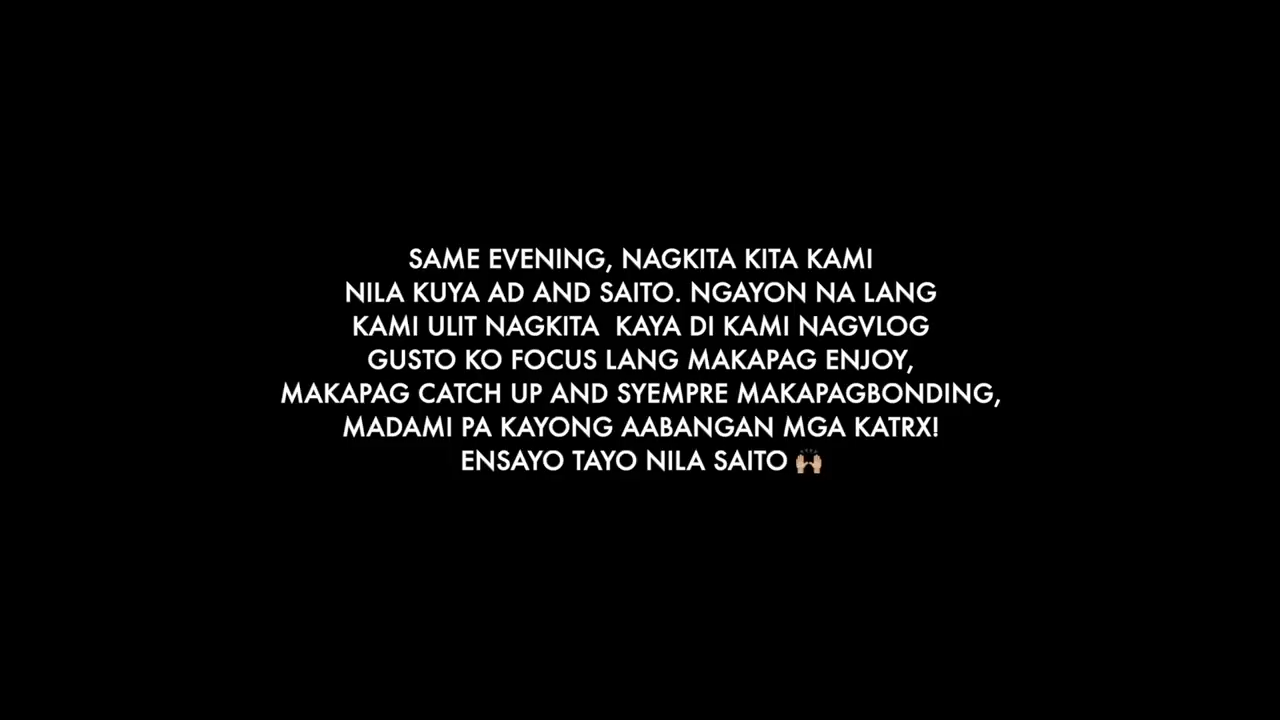 SAME EVENING, NAGKITA KITA KAMI
NILA KUYA AD AND SAITO. NGAYON NA LANG
KAMI ULIT NAGKITA  KAYA DI KAMI NAGVLOG
GUSTO KO FOCUS LANG MAKAPAG ENJOY,
MAKAPAG CATCH UP AND SYEMPRE MAKAPAGBONDING,
MADAMI PA KAYONG AABANGAN MGA KATRX!
ENSAYO TAYO NILA SAITO 🙌🏼